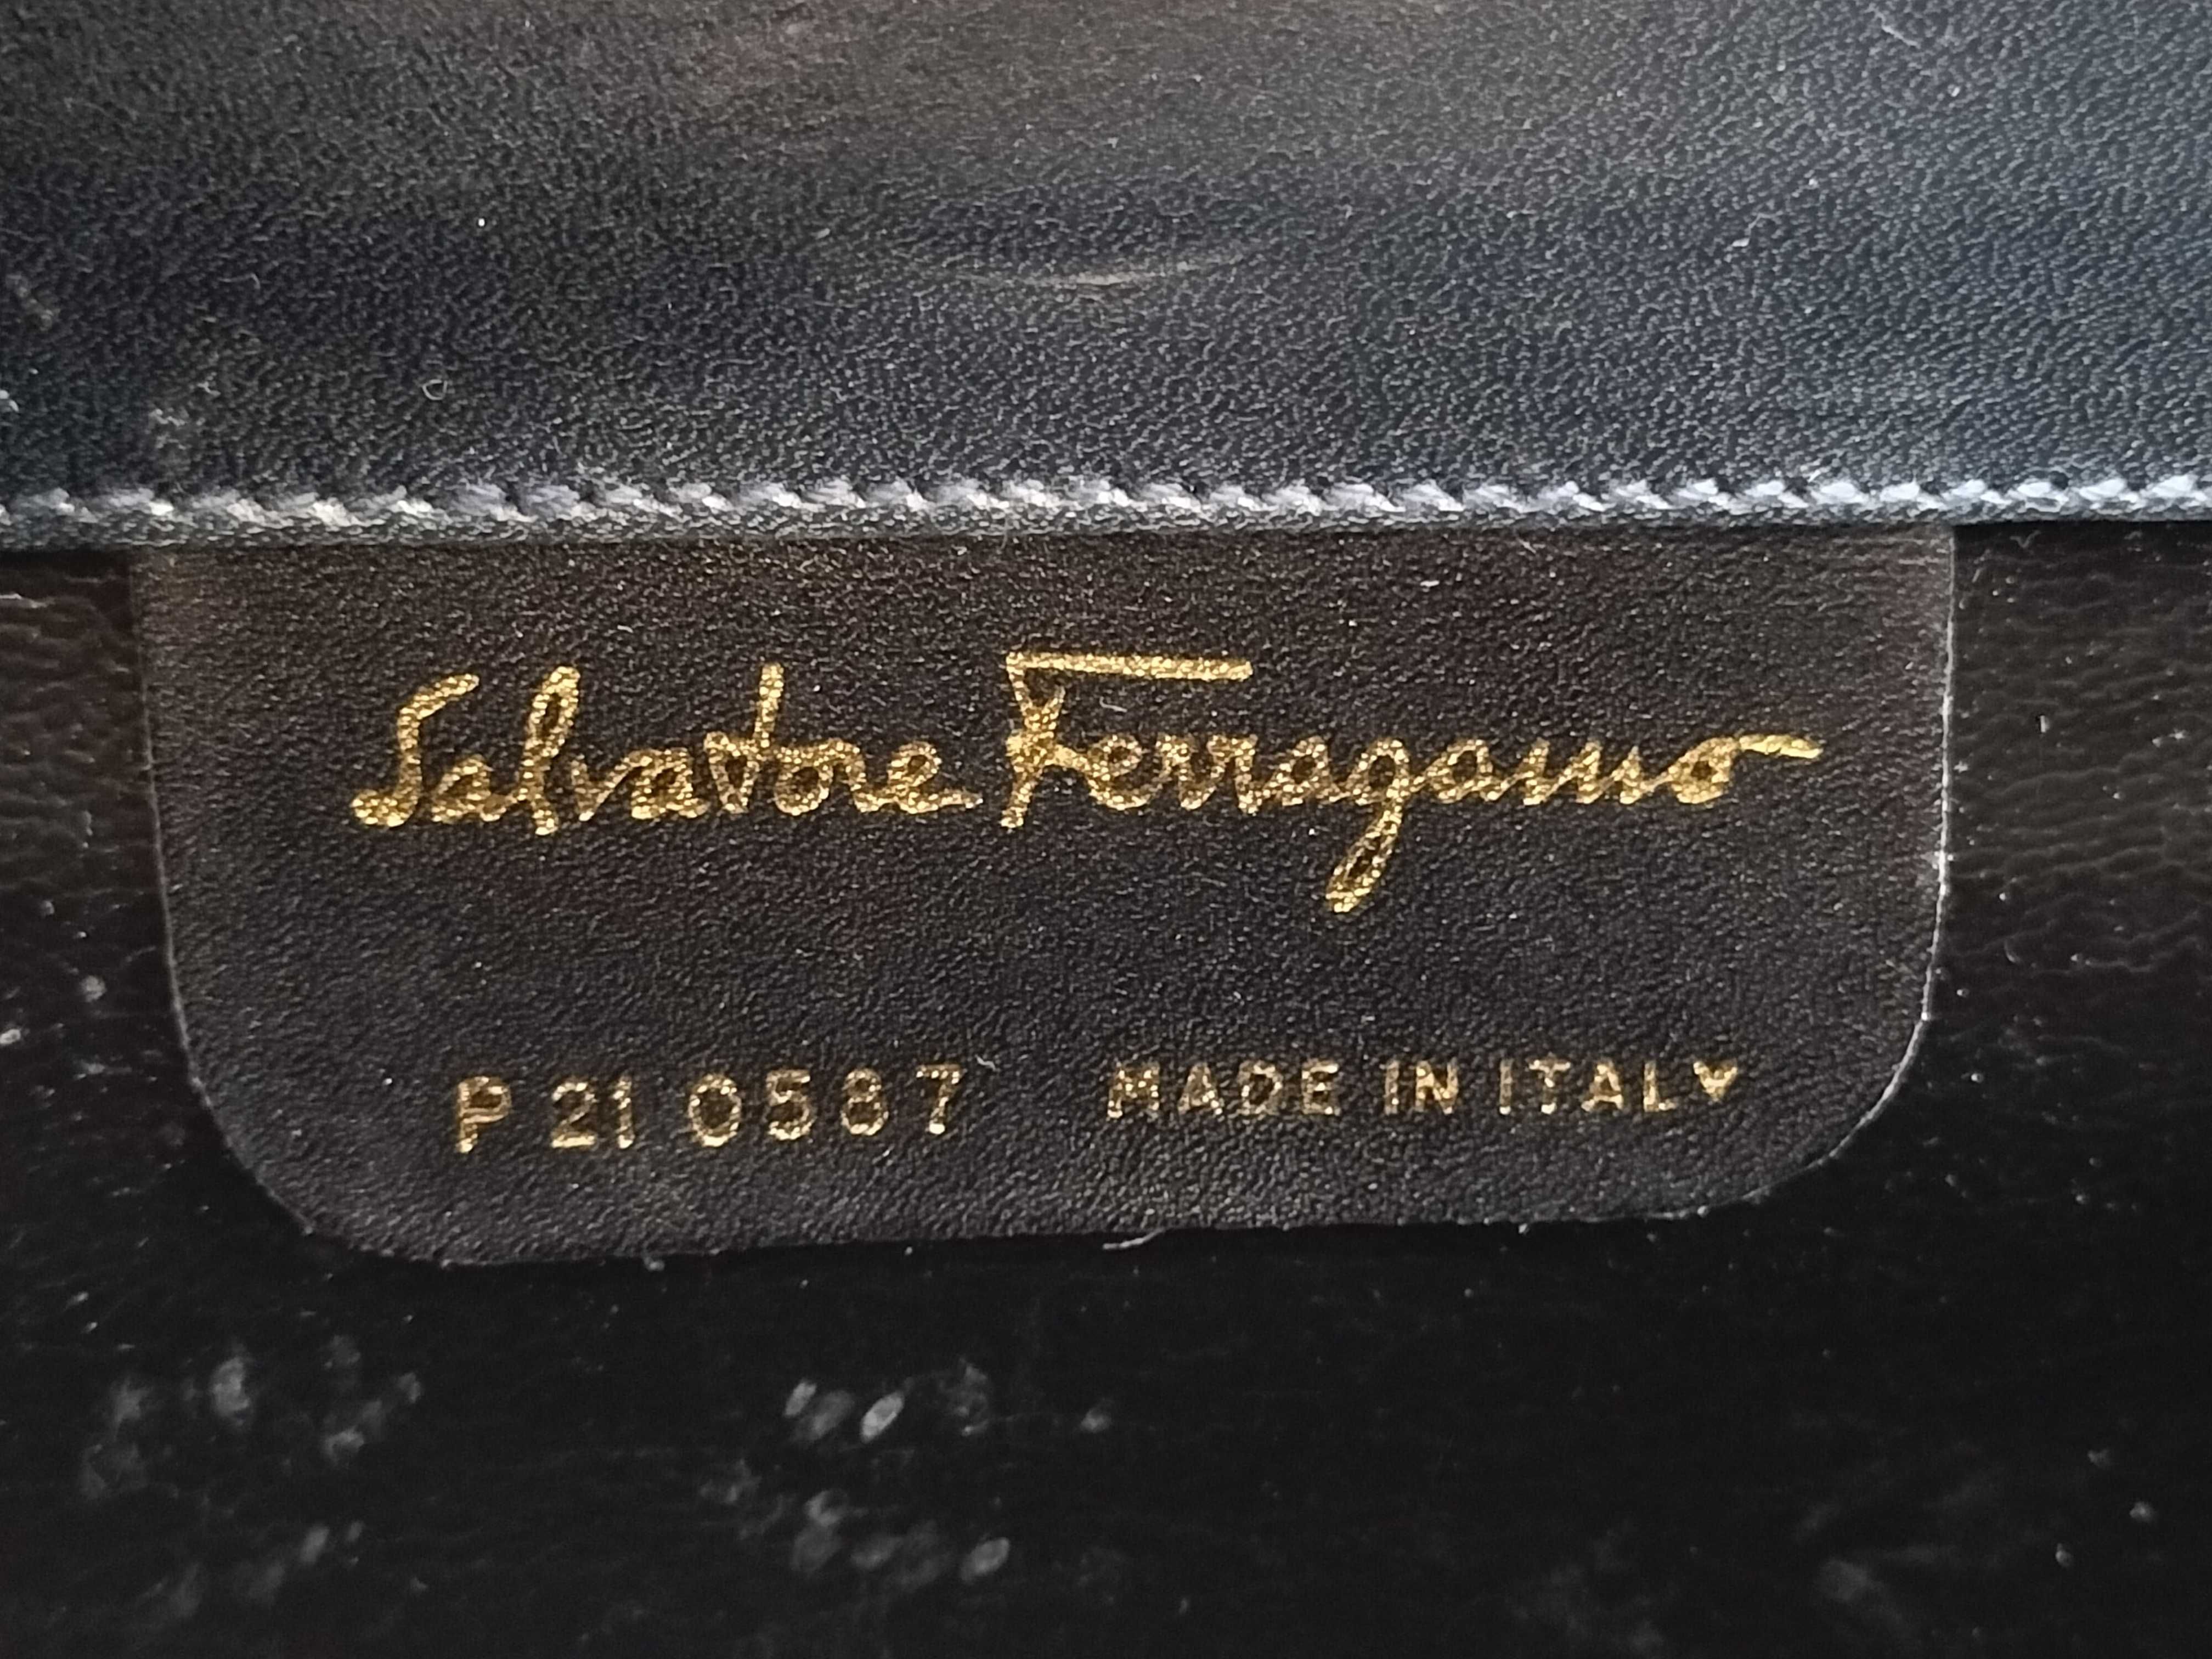 Salvatore Ferragamo
P 21 0587 MADE IN ITALY